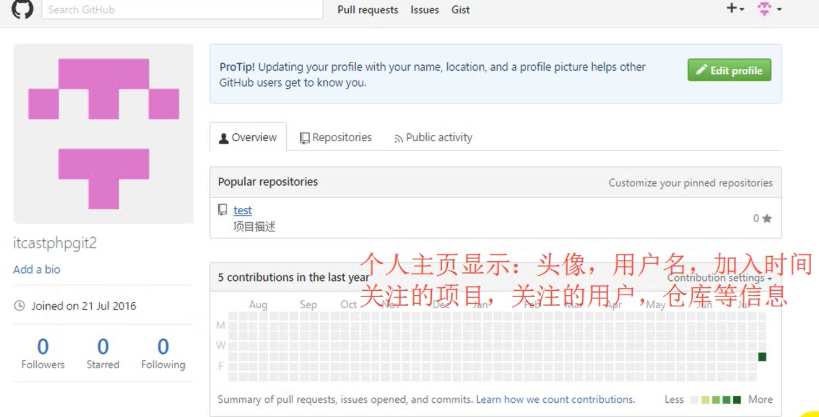 Search GitHub
Pull requests Issues Gist
ProTip! Updating your profile with your name, location, and a profile picture helps other
GitHub users get to know you.
Edit profile
Overview Repositories Public activity
Popular repositories Customize your pinned repositories
test
项目描述
0
itcastphpgit2
Add a bio
Joined on 21 Jul 2016
0 0 0
Followers Starred Following
个人主页显示：头像，用户名，加入时间
关注的项目，关注的用户，仓库等信息
5 contributions in the last year Contribution settings
Aug Sep Oct Nov Dec Jan Feb Mar Apr May Jun Jul
M
W
F
Summary of pull requests, issues opened, and commits. Learn how we count contributions. Less More